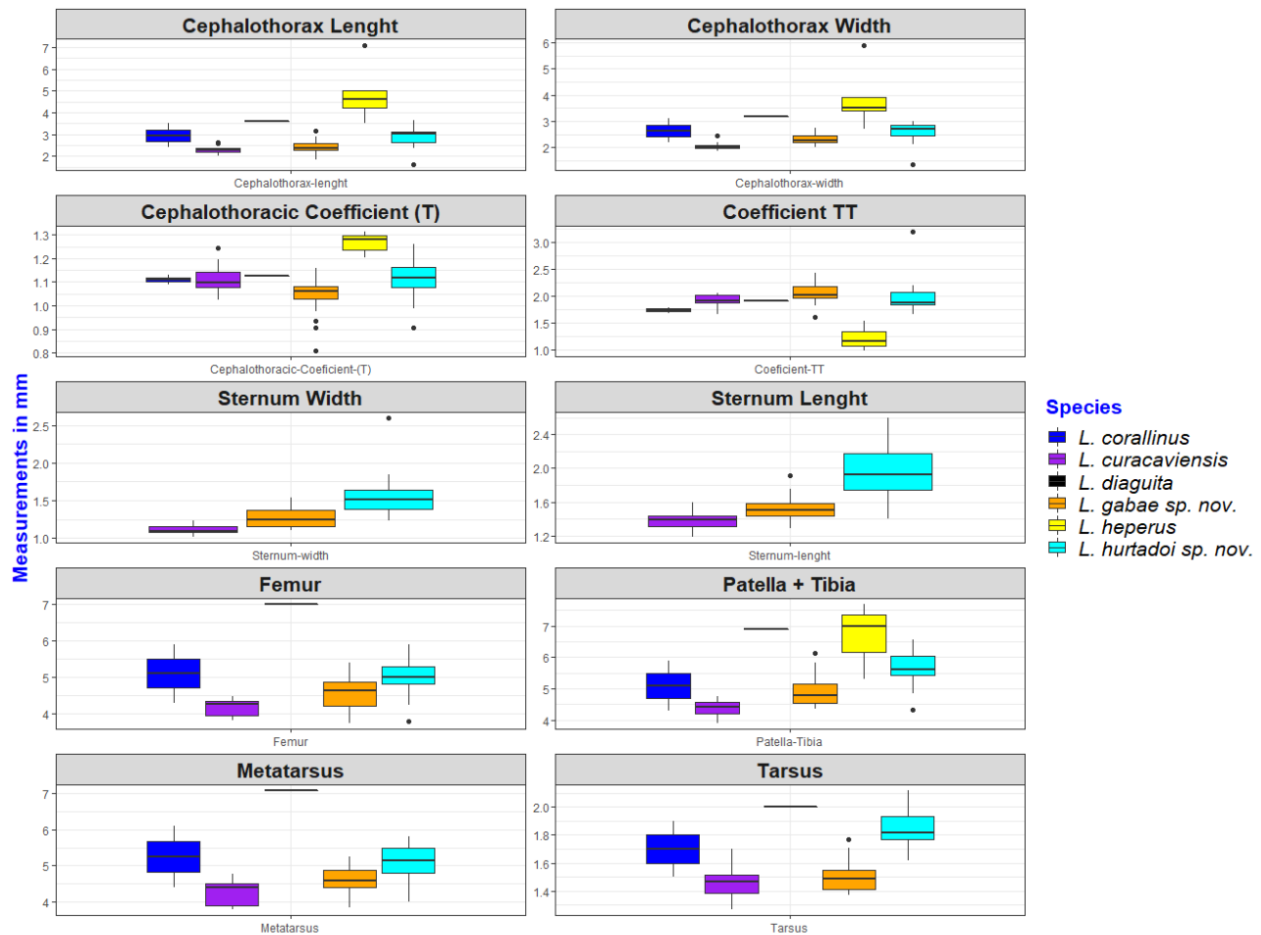 Cephalothorax Lenght
7
6
5
4
3
2
Cephalothorax-lenght
Cephalothorax Width
6
5
4
3
2
Cephalothorax-width
Cephalothoracic Coefficient (T)
1.3
1.2
1.1
1.0
0.9
0.8
Cephalothoracic-Coeficient-(T)
Coefficient TT
3.0
2.5
2.0
1.5
1.0
Coeficient-TT
Sternum Width
2.5
2.0
1.5
1.0
Sternum-width
Sternum Lenght
2.4
2.0
1.6
1.2
Sternum-lenght
Femur
7
6
5
4
Femur
Patella + Tibia
7
6
5
4
Patella-Tibia
Metatarsus
7
6
5
4
Metatarsus
Tarsus
2.0
1.8
1.6
1.4
Tarsus
Measurements in mm
Species
L. corallinus
L. curacaviensis
L. diaguita
L. gabae sp. nov.
L. heperus
L. hurtadoi sp. nov.